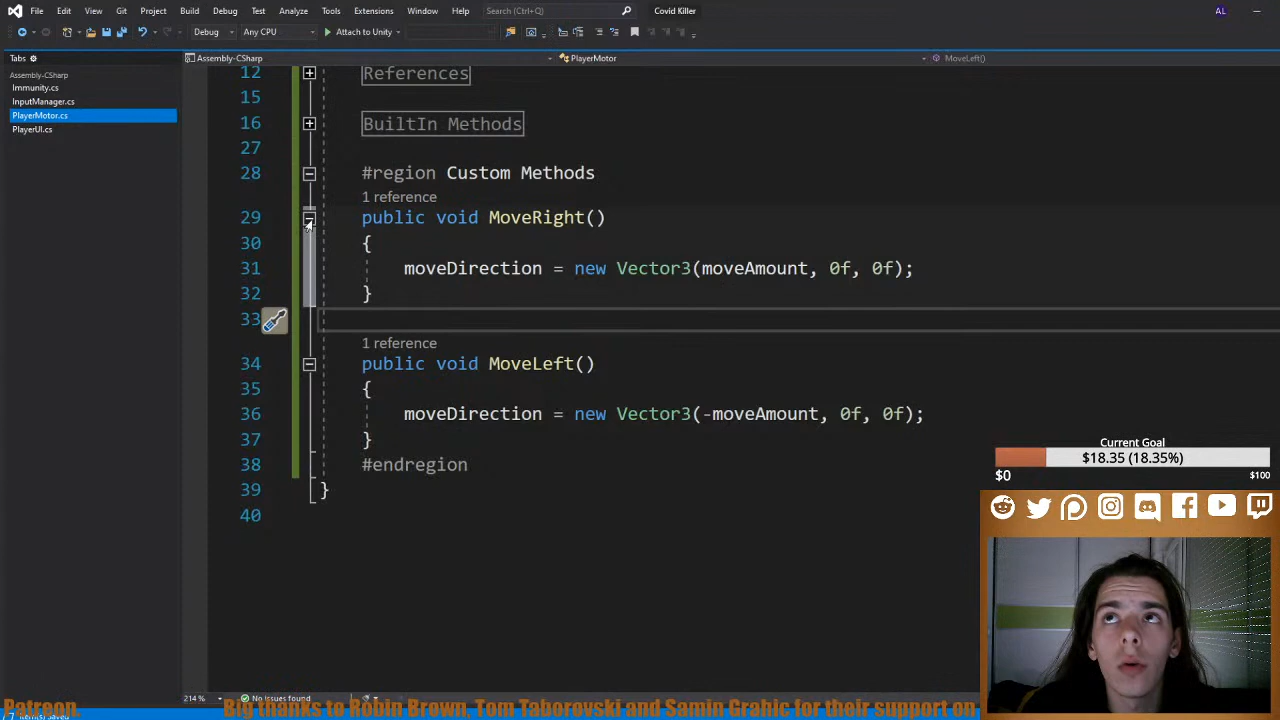 File Edit View Git Project Build Debug Test Analyze Tools Extensions Window Help Search (Ctrl+Q) Covid Killer AL
Debug Any CPU Attach to Unity
Tabs
Assembly-CSharp PlayerMotor MoveLeft()
Assembly-CSharp
Immunity.cs
InputManager.cs
PlayerMotor.cs
PlayerUI.cs
12 References
15
16 BuiltIn Methods
27
28 #region Custom Methods
1 reference
29 public void MoveRight()
30 {
31 moveDirection = new Vector3(moveAmount, 0f, 0f);
32 }
33
1 reference
34 public void MoveLeft()
35 {
36 moveDirection = new Vector3(-moveAmount, 0f, 0f);
37 }
38 #endregion
39 }
40
Current Goal
$18.35 (18.35%)
$0 $100
214 % No issues found
Patreon. Big thanks to Robin Brown, Tom Taborovski and Samin Grahic for their support on
Saved